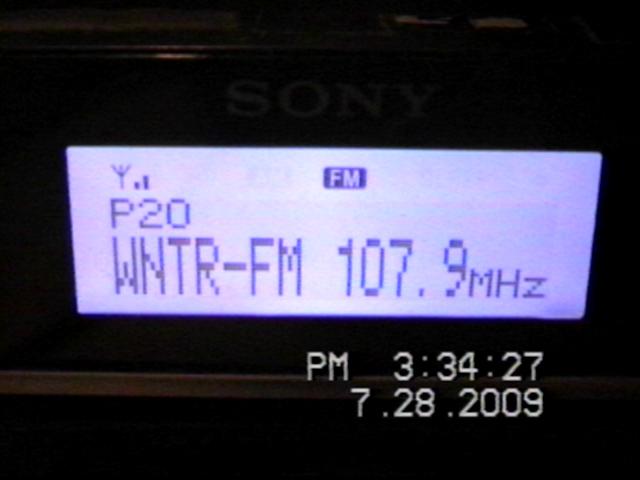 SONY
FM
P20
WNTR-FM 107.9MHz
PM 3:34:27
7.28.2009